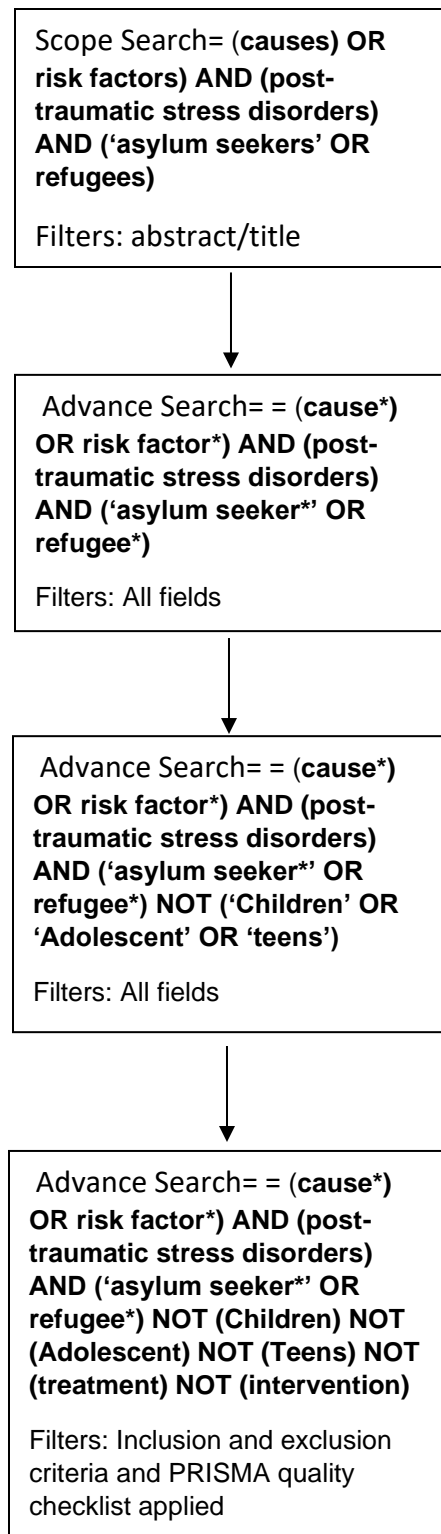 Scope Search= (causes) OR
risk factors) AND (post-
traumatic stress disorders)
AND (‘asylum seekers’ OR
refugees)
Filters: abstract/title
Advance Search= = (cause*)
OR risk factor*) AND (post-
traumatic stress disorders)
AND (‘asylum seeker*’ OR
refugee*)
Filters: All fields
Advance Search= = (cause*)
OR risk factor*) AND (post-
traumatic stress disorders)
AND (‘asylum seeker*’ OR
refugee*) NOT (‘Children’ OR
‘Adolescent’ OR ‘teens’)
Filters: All fields
Advance Search= = (cause*)
OR risk factor*) AND (post-
traumatic stress disorders)
AND (‘asylum seeker*’ OR
refugee*) NOT (Children) NOT
(Adolescent) NOT (Teens) NOT
(treatment) NOT (intervention)
Filters: Inclusion and exclusion
criteria and PRISMA quality
checklist applied